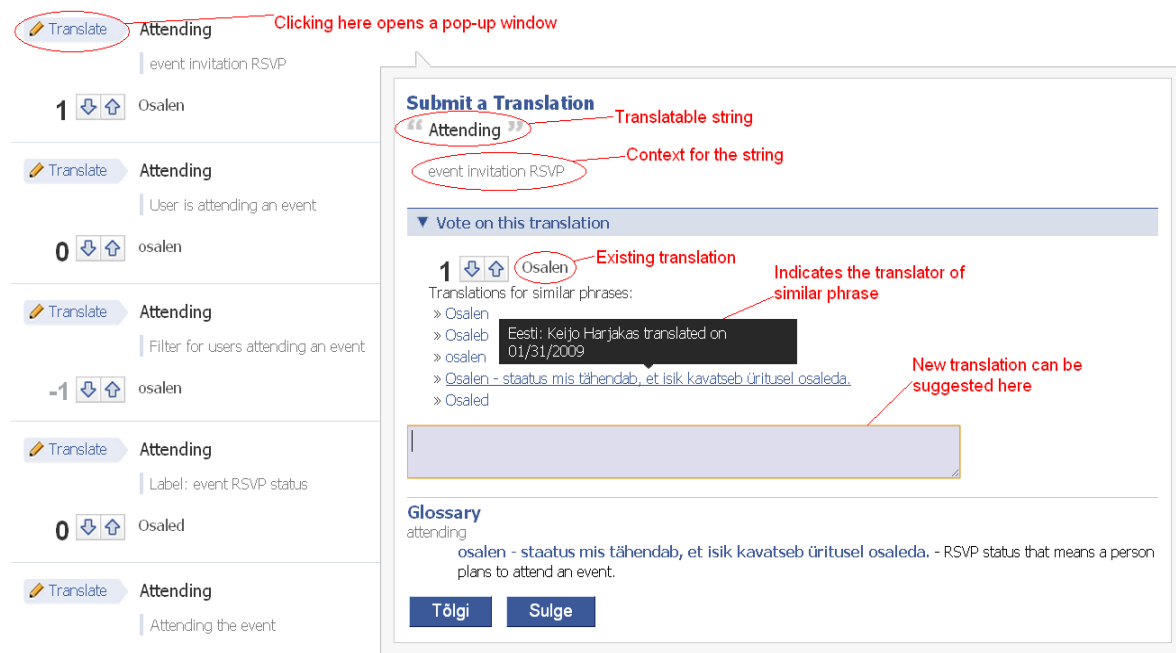 Translate Attending
Clicking here opens a pop-up window
event invitation RSVP
1 Osalen
Translate Attending
User is attending an event
0 osalen
Translate Attending
Filter for users attending an event
-1 osalen
Translate Attending
Label: event RSVP status
0 Osaled
Translate Attending
Attending the event
Submit a Translation
“ Attending ”
Translatable string
Context for the string
event invitation RSVP
▼ Vote on this translation
1 Osalen
Existing translation
Indicates the translator of
similar phrase
Translations for similar phrases:
» Osalen
» Osaleb
Eesti: Keijo Harjakas translated on
01/31/2009
» osalen
» Osalen - staatus mis tähendab, et isik kavatseb üritusel osaleda.
» Osaled
New translation can be
suggested here
Glossary
attending
osalen - staatus mis tähendab, et isik kavatseb üritusel osaleda. - RSVP status that means a person
plans to attend an event.
Tõlgi Sulge